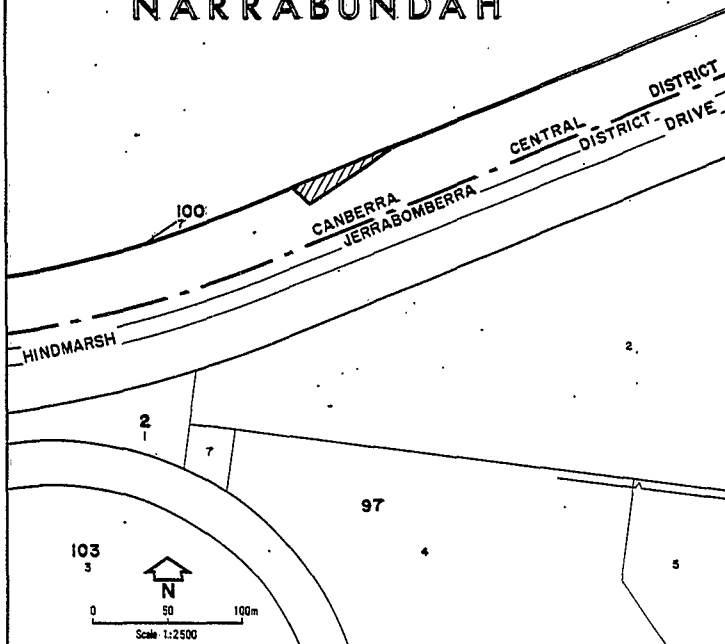 NARRABUNDAH
DISTRICT
CENTRAL
DISTRICT DRIVE
100
7
CANBERRA
JERRABOMBERRA
HINDMARSH
2
2
7
97
103
3
4
5
N
0 50 100m
Scale 1:2500